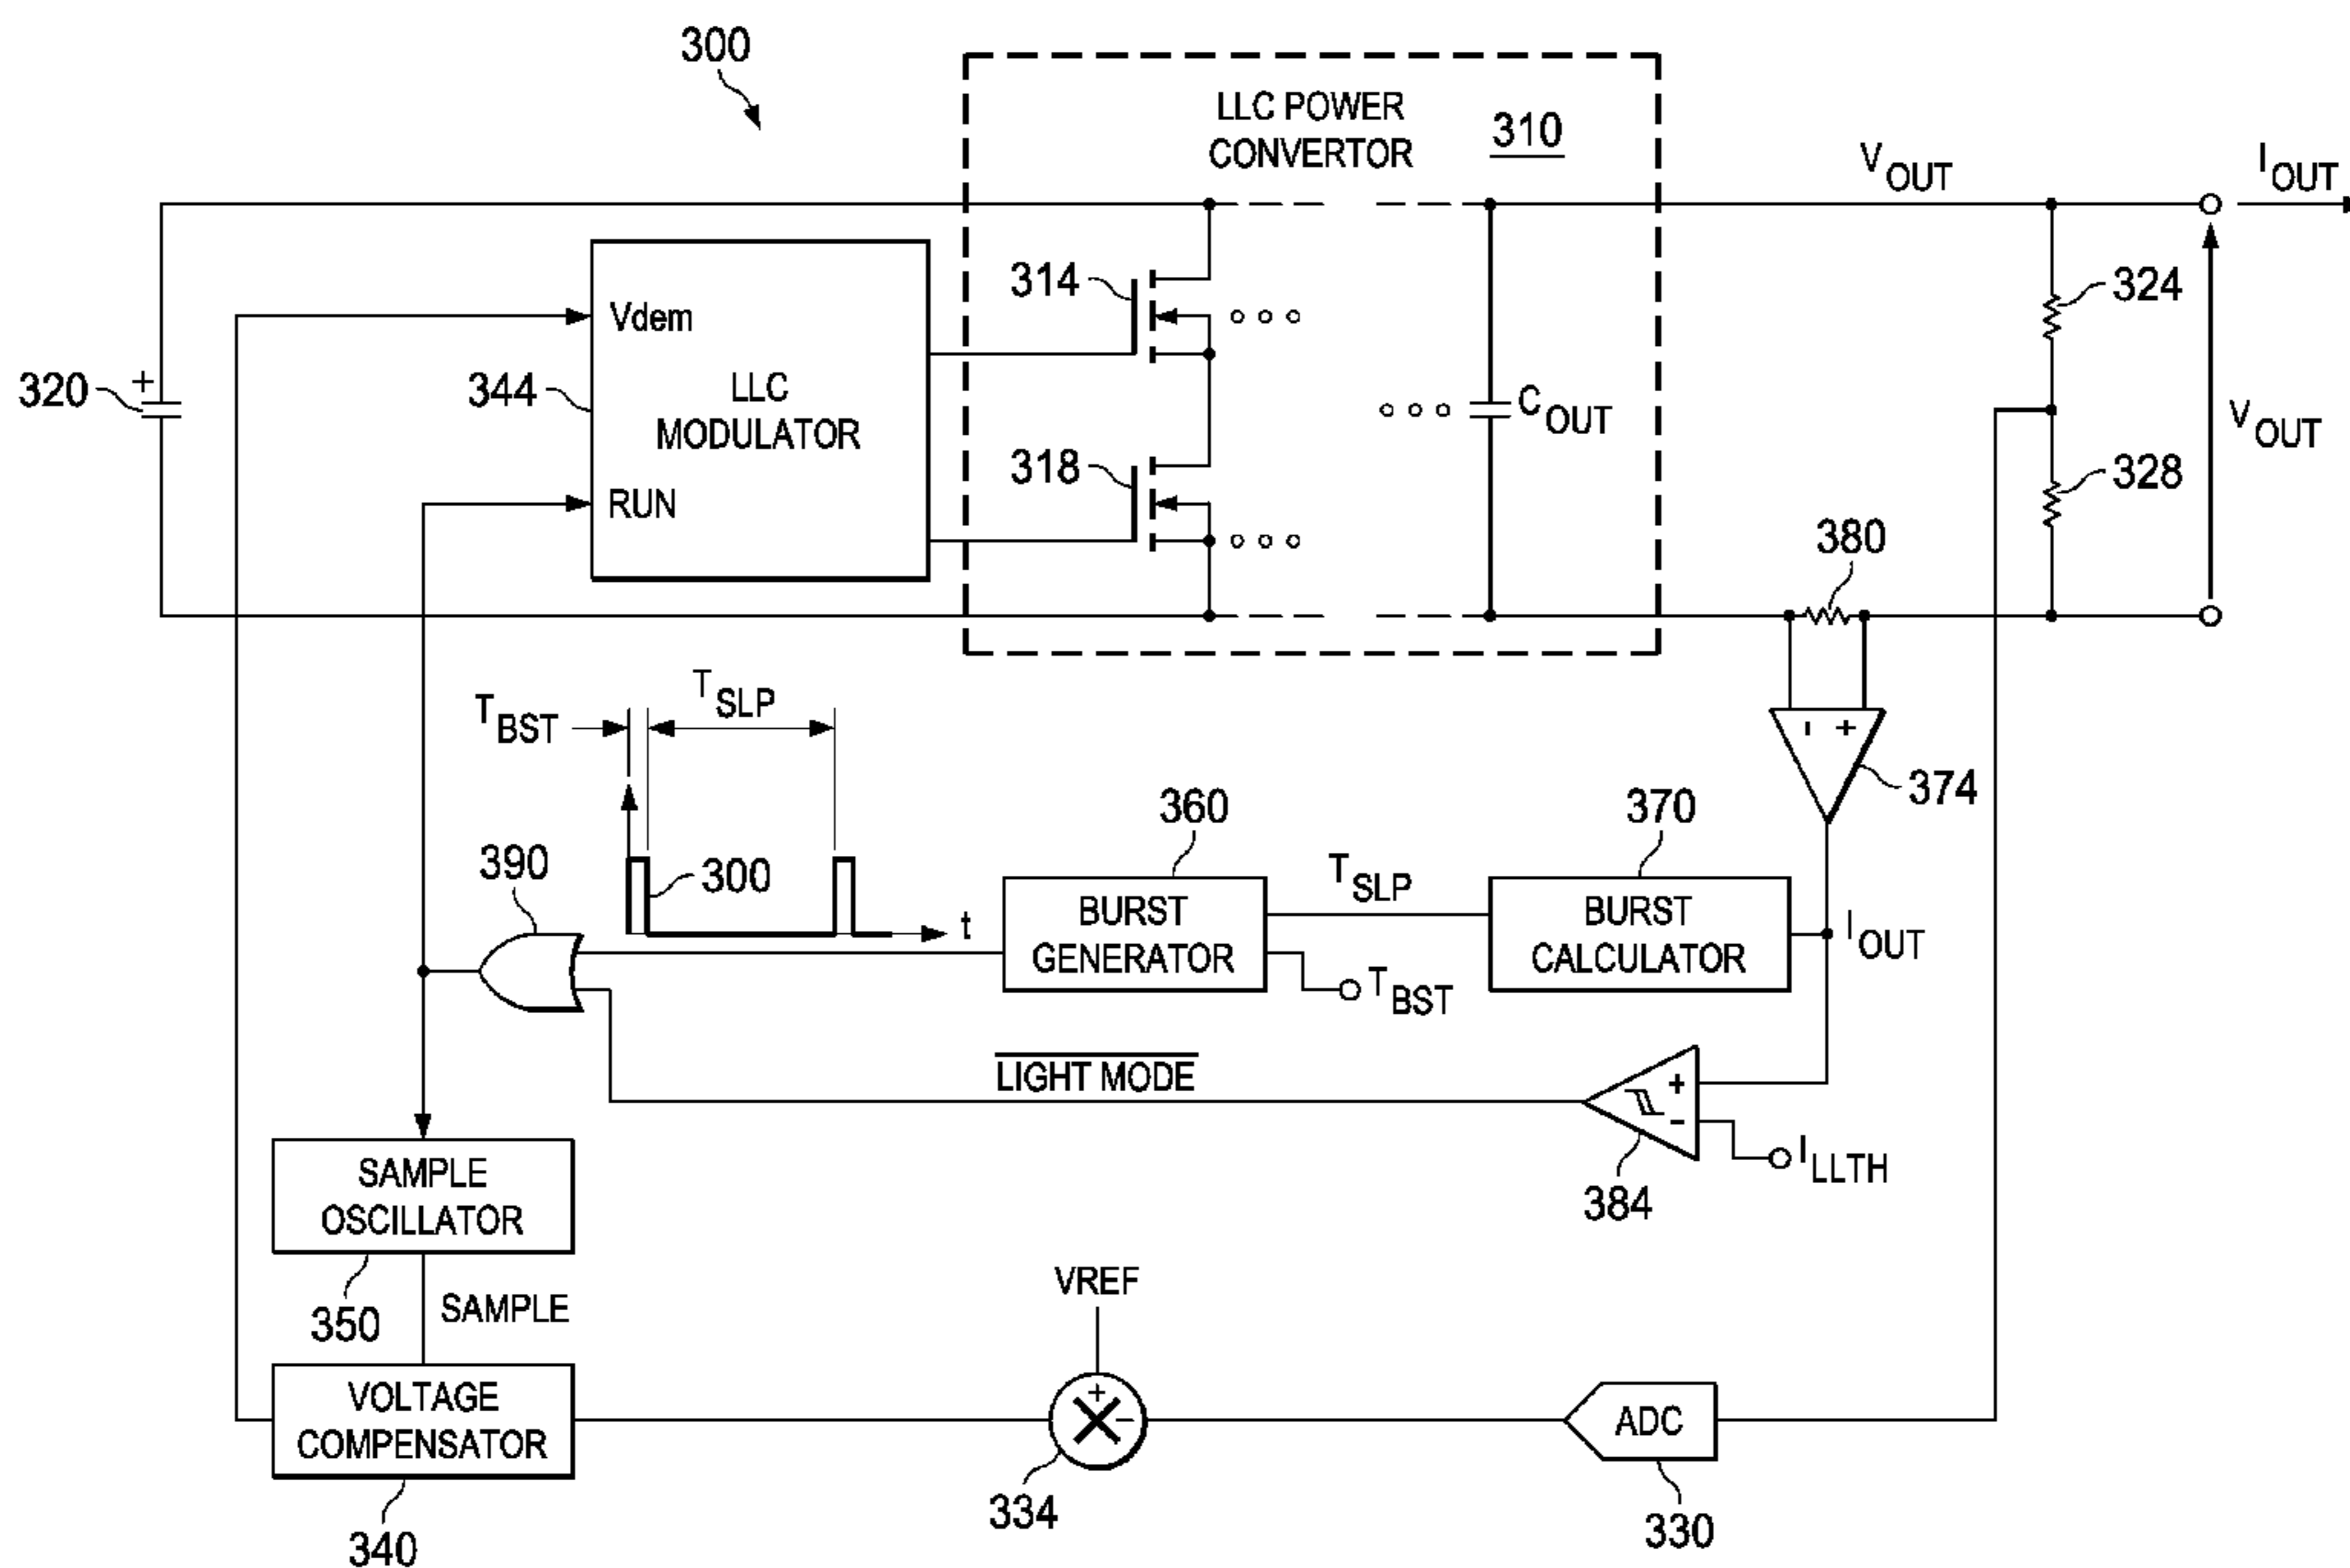 300
LLC POWER
CONVERTOR
310
VOUT
IOUT
314
324
Vdem
320
+
344
LLC
MODULATOR
COUT
VOUT
318
328
RUN
380
TBST
TSLP
- +
374
360
370
390
300
TSLP
t
BURST
GENERATOR
BURST
CALCULATOR
IOUT
TBST
LIGHT MODE
+
-
ILLTH
384
SAMPLE
OSCILLATOR
350
SAMPLE
VREF
VOLTAGE
COMPENSATOR
+
-
ADC
334
330
340